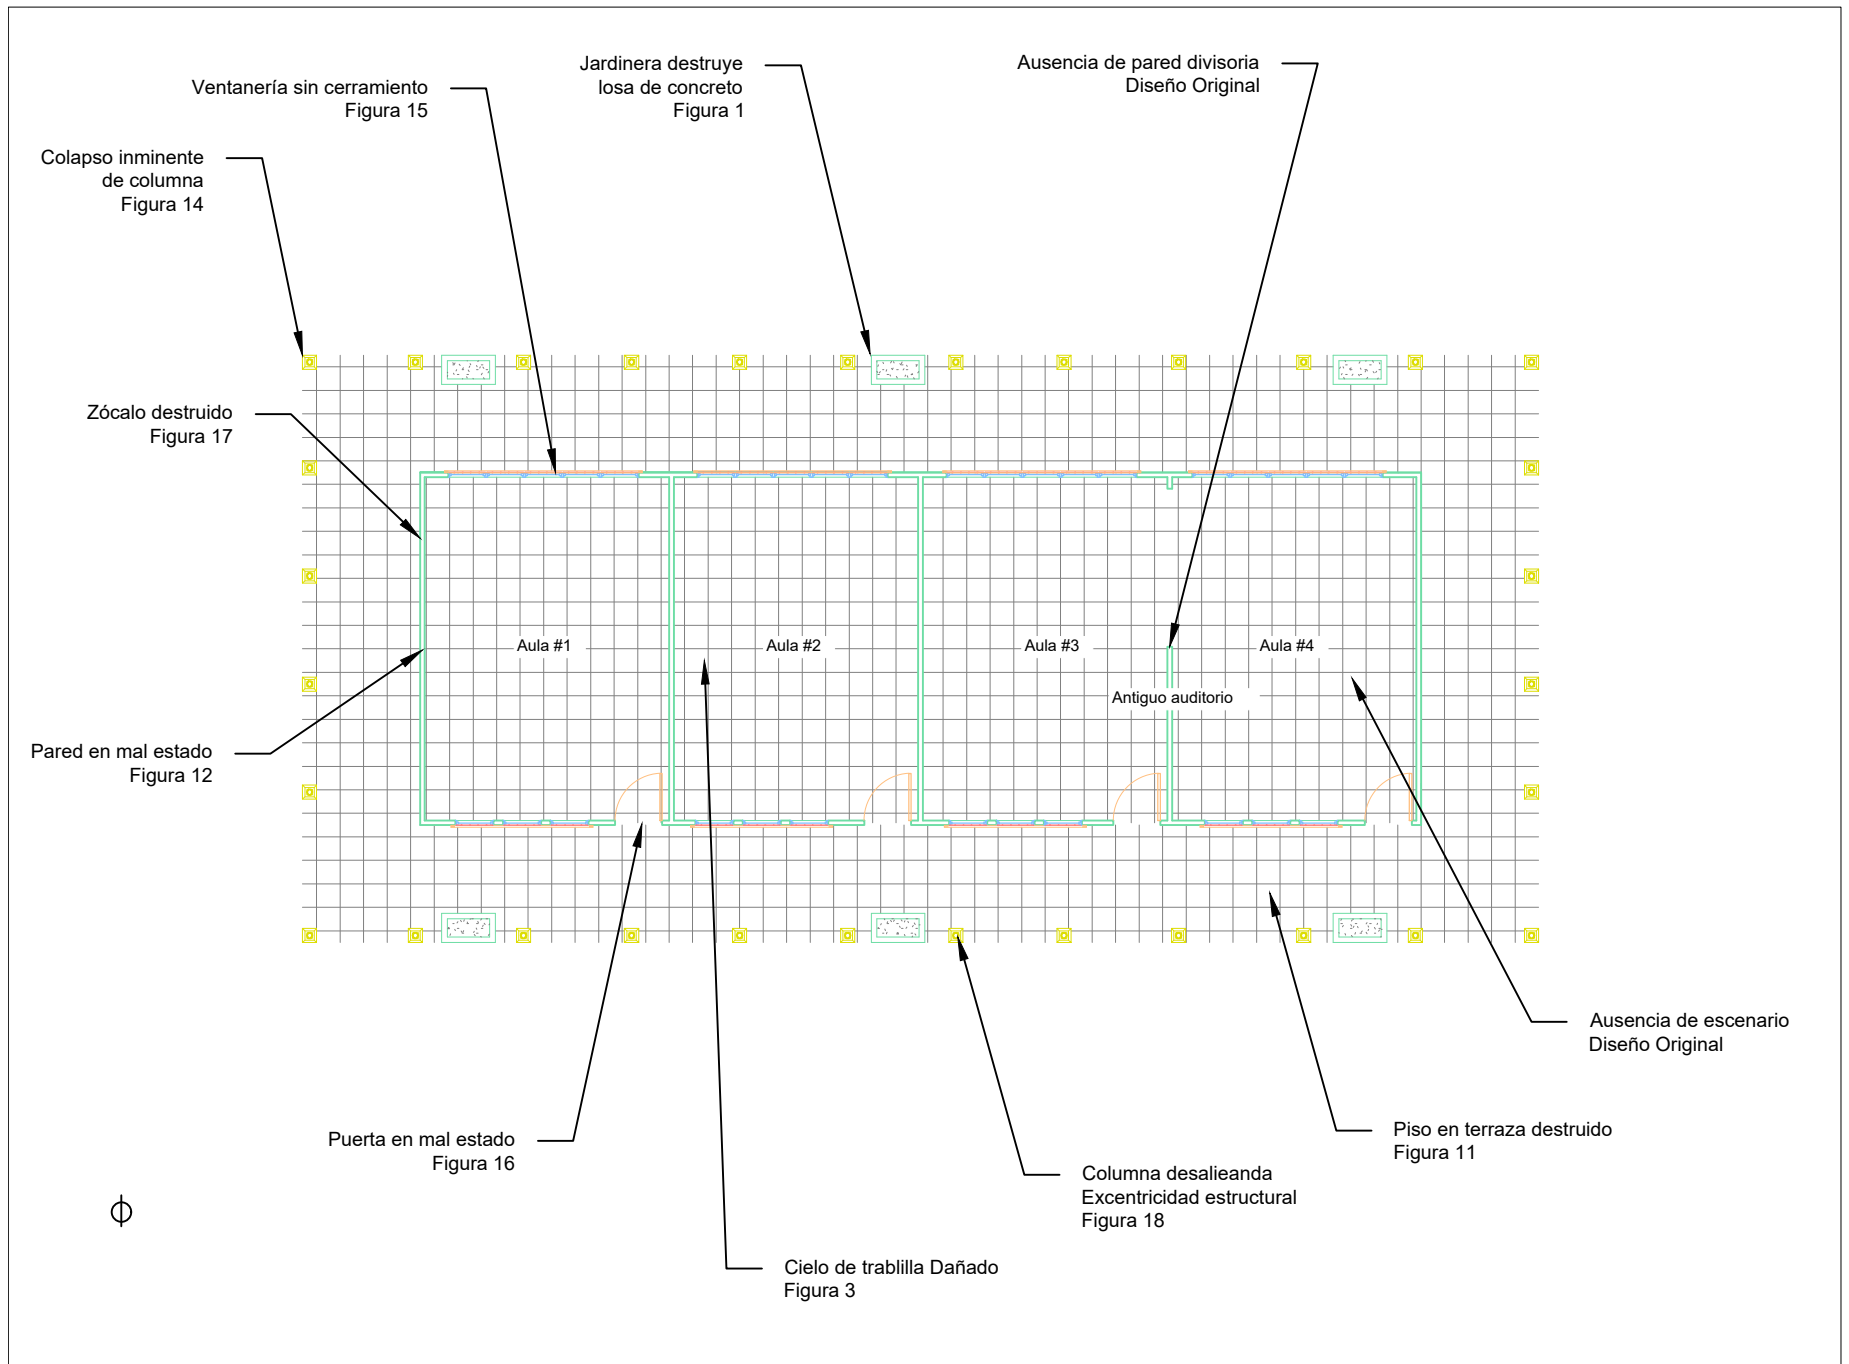 Jardinera destruye
losa de concreto
Figura 1
Ausencia de pared divisoria
Diseño Original
Ventanería sin cerramiento
Figura 15
Colapso inminente
de columna
Figura 14
Zócalo destruido
Figura 17
Aula #1
Aula #2
Aula #3
Aula #4
Antiguo auditorio
Pared en mal estado
Figura 12
Ausencia de escenario
Diseño Original
Puerta en mal estado
Figura 16
Piso en terraza destruido
Figura 11
Columna desalieanda
Excentricidad estructural
Figura 18
Cielo de trablilla Dañado
Figura 3